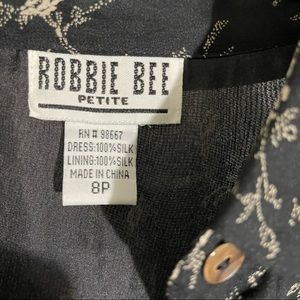 ROBBIE BEE
PETITE
RN # 98667
DRESS:100%SILK
LINING:100%SILK
MADE IN CHINA
8P